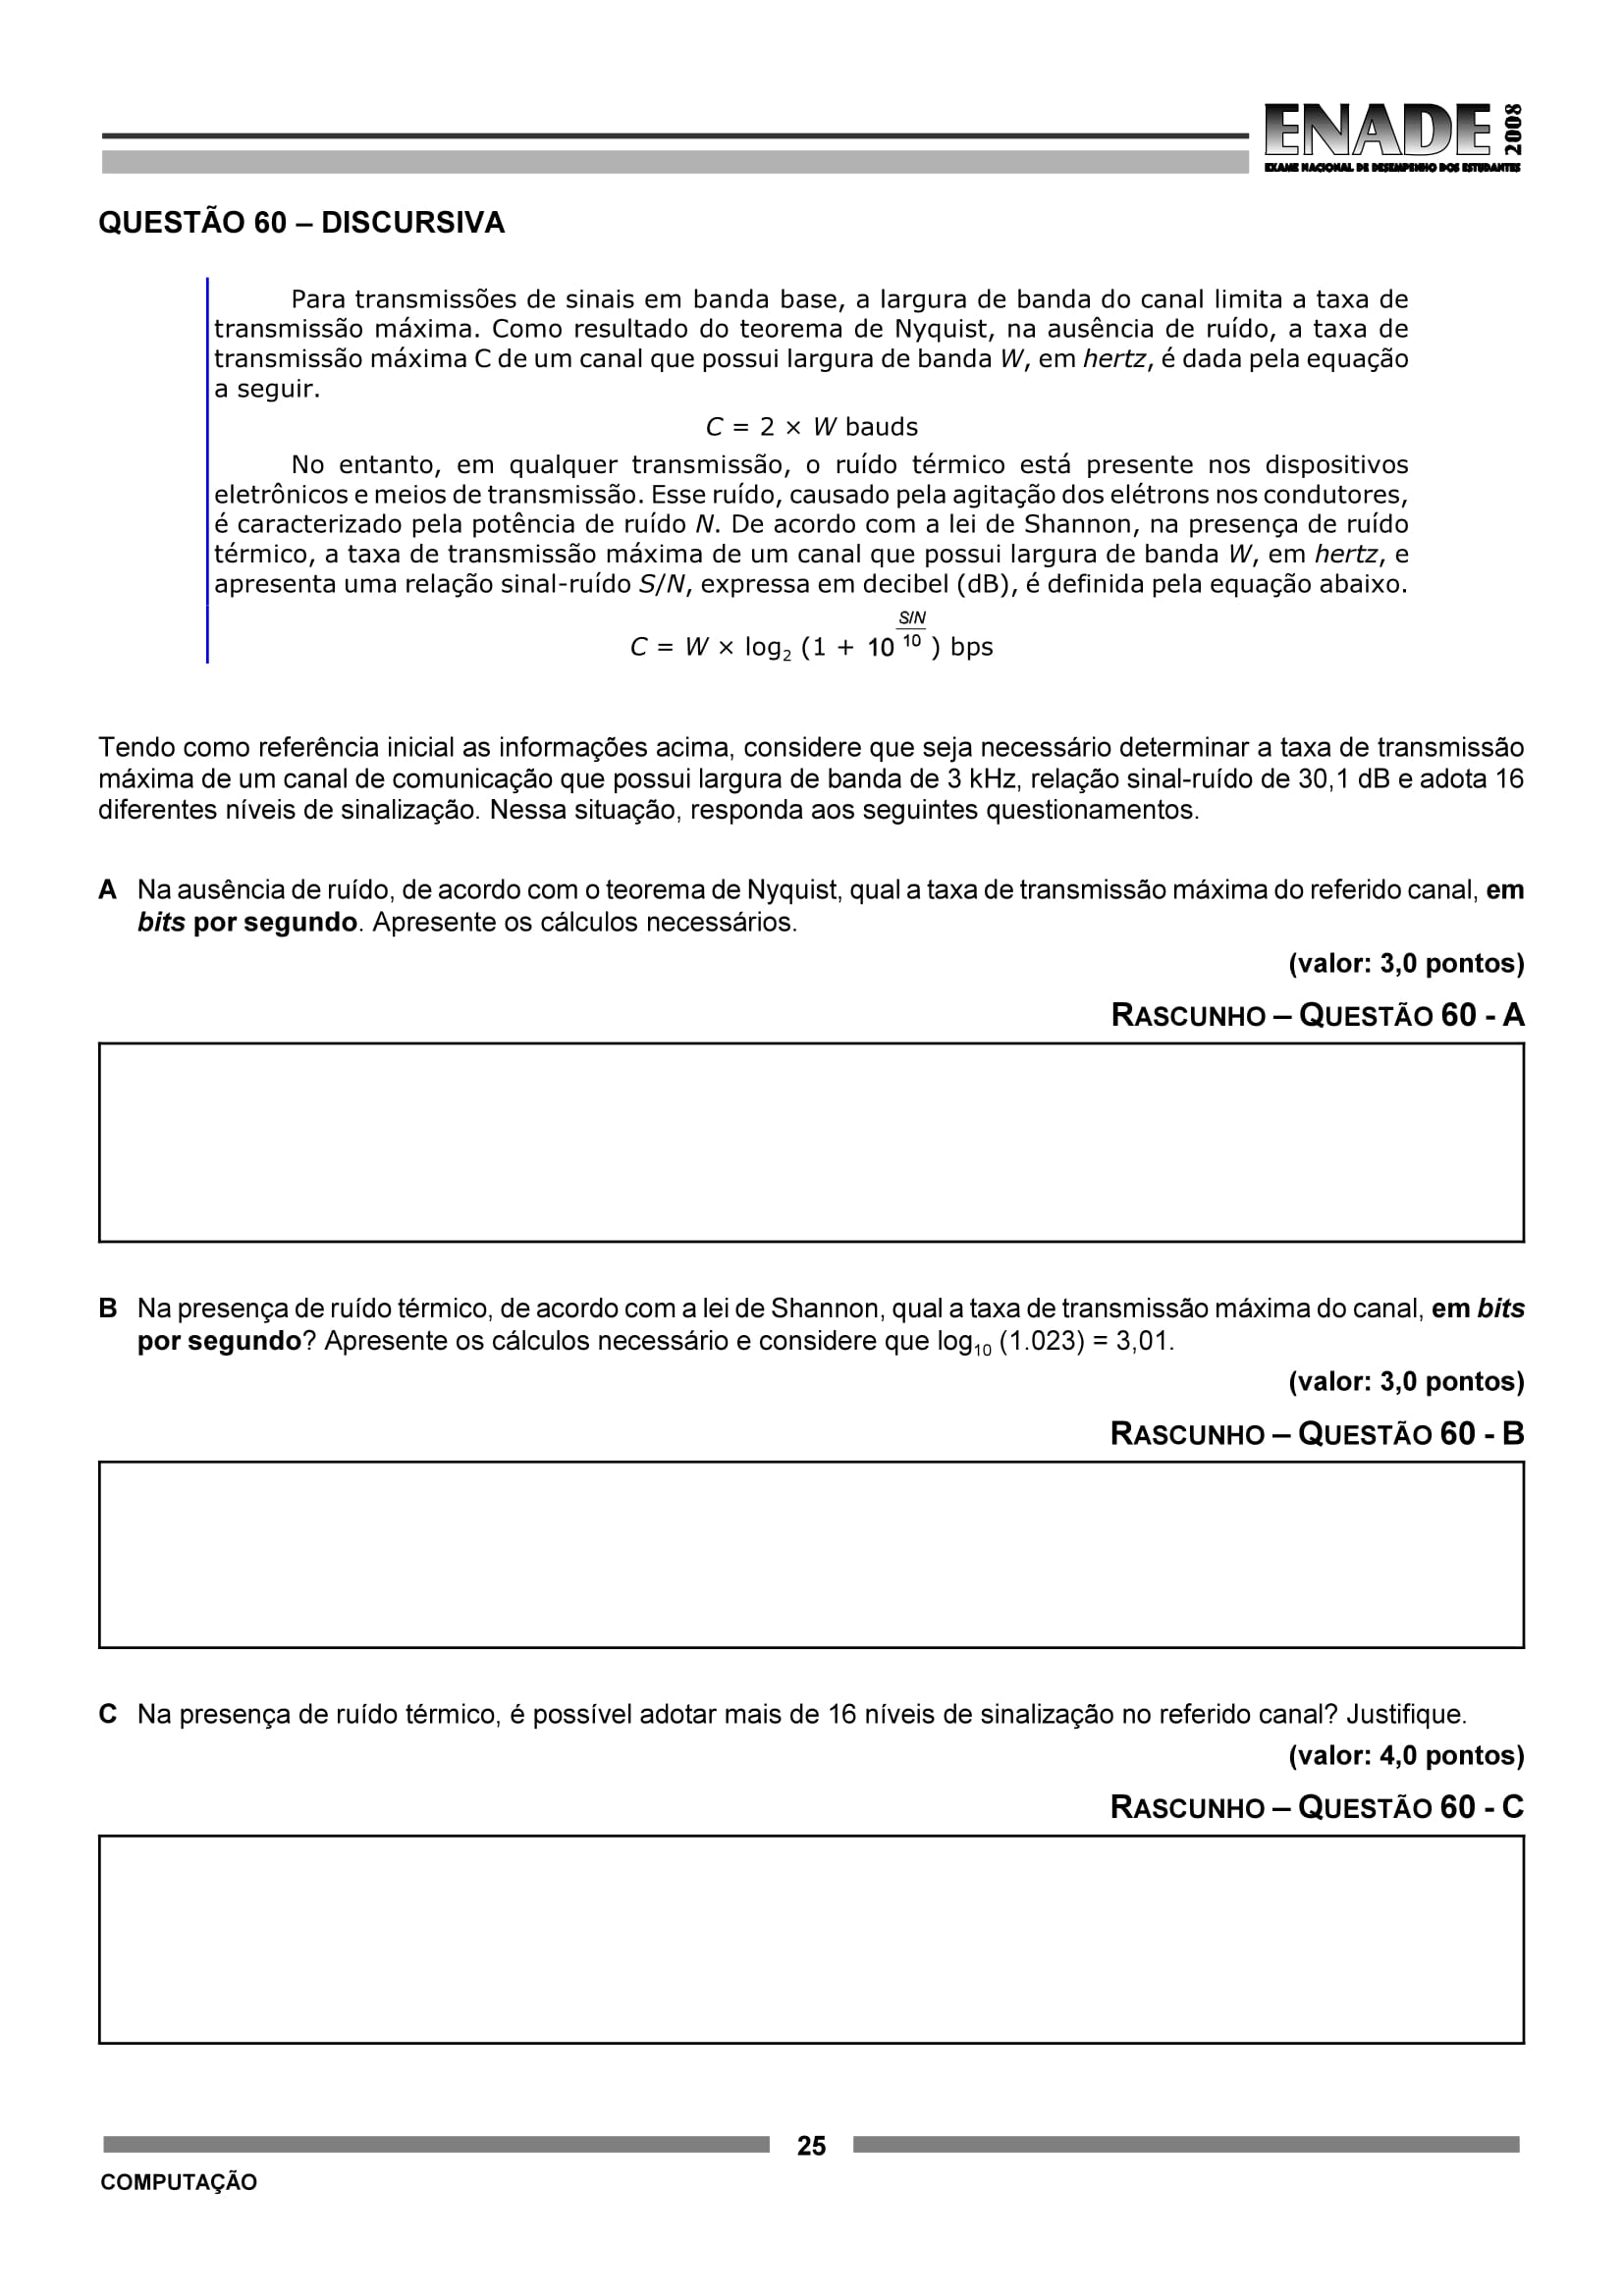 ENADE 2008
EXAME NACIONAL DE DESEMPENHO DOS ESTUDANTES
QUESTÃO 60 – DISCURSIVA
Para transmissões de sinais em banda base, a largura de banda do canal limita a taxa de
transmissão máxima. Como resultado do teorema de Nyquist, na ausência de ruído, a taxa de
transmissão máxima C de um canal que possui largura de banda W, em hertz, é dada pela equação
a seguir.
C = 2 × W bauds
No entanto, em qualquer transmissão, o ruído térmico está presente nos dispositivos
eletrônicos e meios de transmissão. Esse ruído, causado pela agitação dos elétrons nos condutores,
é caracterizado pela potência de ruído N. De acordo com a lei de Shannon, na presença de ruído
térmico, a taxa de transmissão máxima de um canal que possui largura de banda W, em hertz, e
apresenta uma relação sinal-ruído S/N, expressa em decibel (dB), é definida pela equação abaixo.
C = W × log₂ (1 + 10^(S/N / 10)) bps
Tendo como referência inicial as informações acima, considere que seja necessário determinar a taxa de transmissão
máxima de um canal de comunicação que possui largura de banda de 3 kHz, relação sinal-ruído de 30,1 dB e adota 16
diferentes níveis de sinalização. Nessa situação, responda aos seguintes questionamentos.
A Na ausência de ruído, de acordo com o teorema de Nyquist, qual a taxa de transmissão máxima do referido canal, em
bits por segundo. Apresente os cálculos necessários.
(valor: 3,0 pontos)
RASCUNHO – QUESTÃO 60 - A
B Na presença de ruído térmico, de acordo com a lei de Shannon, qual a taxa de transmissão máxima do canal, em bits
por segundo? Apresente os cálculos necessário e considere que log₁₀ (1.023) = 3,01.
(valor: 3,0 pontos)
RASCUNHO – QUESTÃO 60 - B
C Na presença de ruído térmico, é possível adotar mais de 16 níveis de sinalização no referido canal? Justifique.
(valor: 4,0 pontos)
RASCUNHO – QUESTÃO 60 - C
25
COMPUTAÇÃO